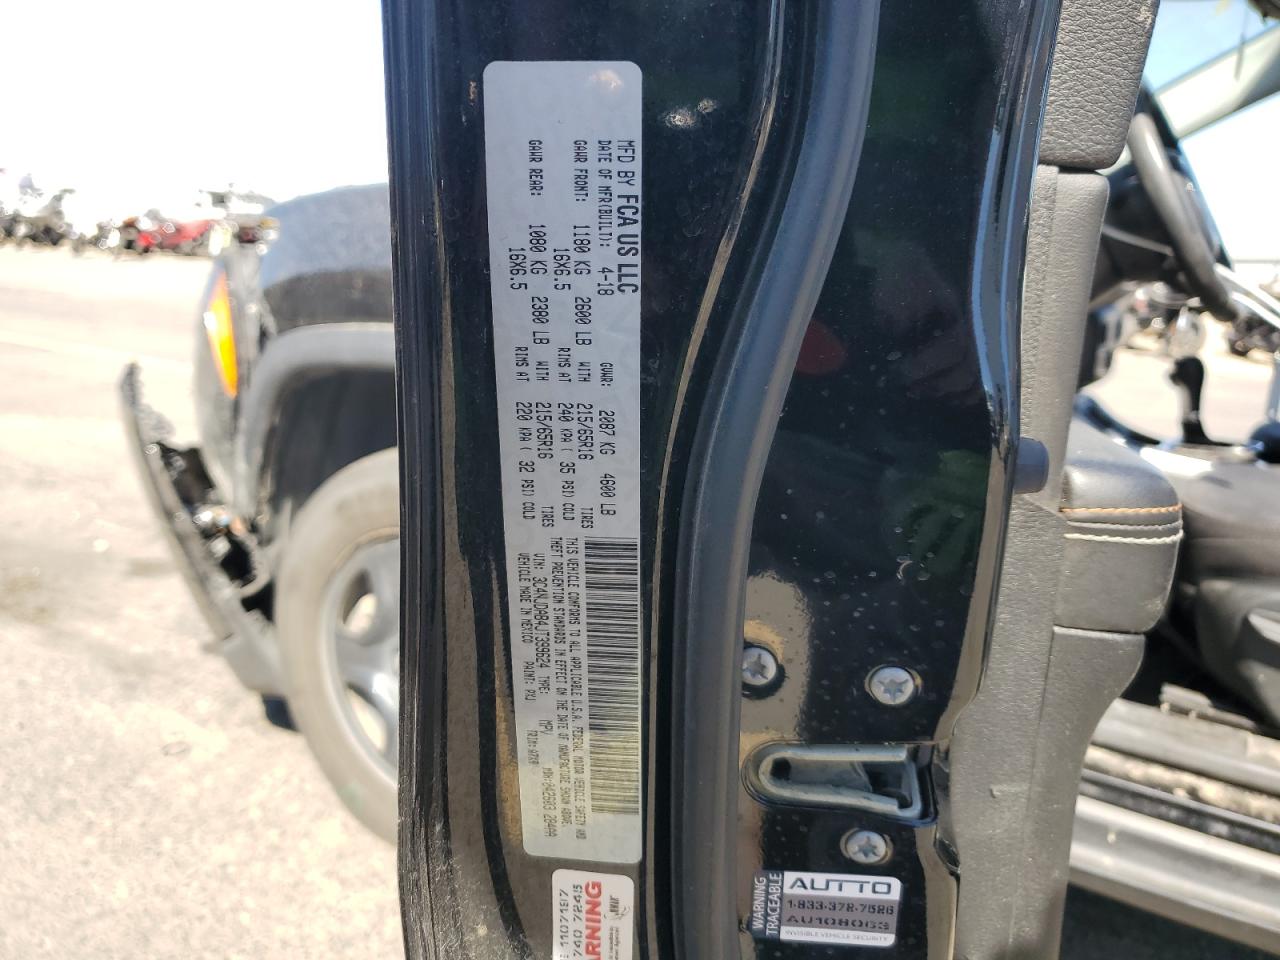 MFD BY FCA US LLC
DATE OF MFR(BUILT): 4-18 GVWR: 2087 KG 4600 LB
GAWR FRONT: 1180 KG 2600 LB WITH 215/65R16 TIRES
16X6.5 RIMS AT 240 KPA( 35 PSI) COLD
GAWR REAR: 1080 KG 2380 LB WITH 215/65R16 TIRES
16X6.5 RIMS AT 220 KPA( 32 PSI) COLD
THIS VEHICLE CONFORMS TO ALL APPLICABLE U.S.A. FEDERAL MOTOR VEHICLE SAFETY AND
THEFT PREVENTION STANDARDS IN EFFECT ON THE DATE OF MANUFACTURE SHOWN ABOVE.
VIN: 3C4NJDAB4JT399624 TYPE: MPV
VEHICLE MADE IN MEXICO PAINT: PXJ TRIM:
WARNING
WARNING
TRACEABLE
AUTTO
1-833-378-7586
AU108063
INVISIBLE VEHICLE SECURITY